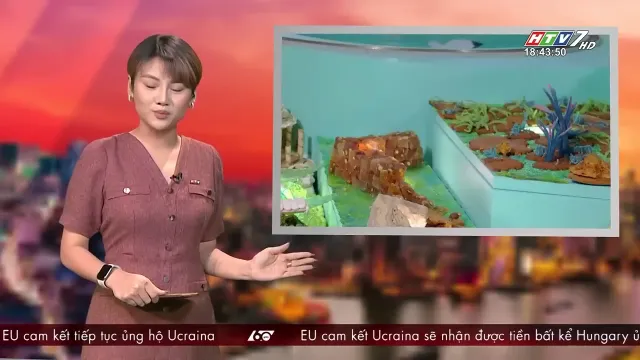 HTV7 HD
18:43:50
EU cam kết tiếp tục ủng hộ Ucraina 60 EU cam kết Ucraina sẽ nhận được tiền bất kể Hungary ủ